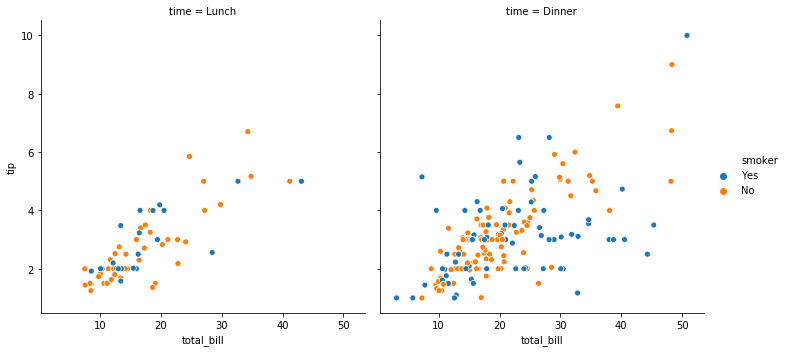 time = Lunch
time = Dinner
10
8
6
4
2
tip
10 20 30 40 50
10 20 30 40 50
total_bill
total_bill
smoker
Yes
No